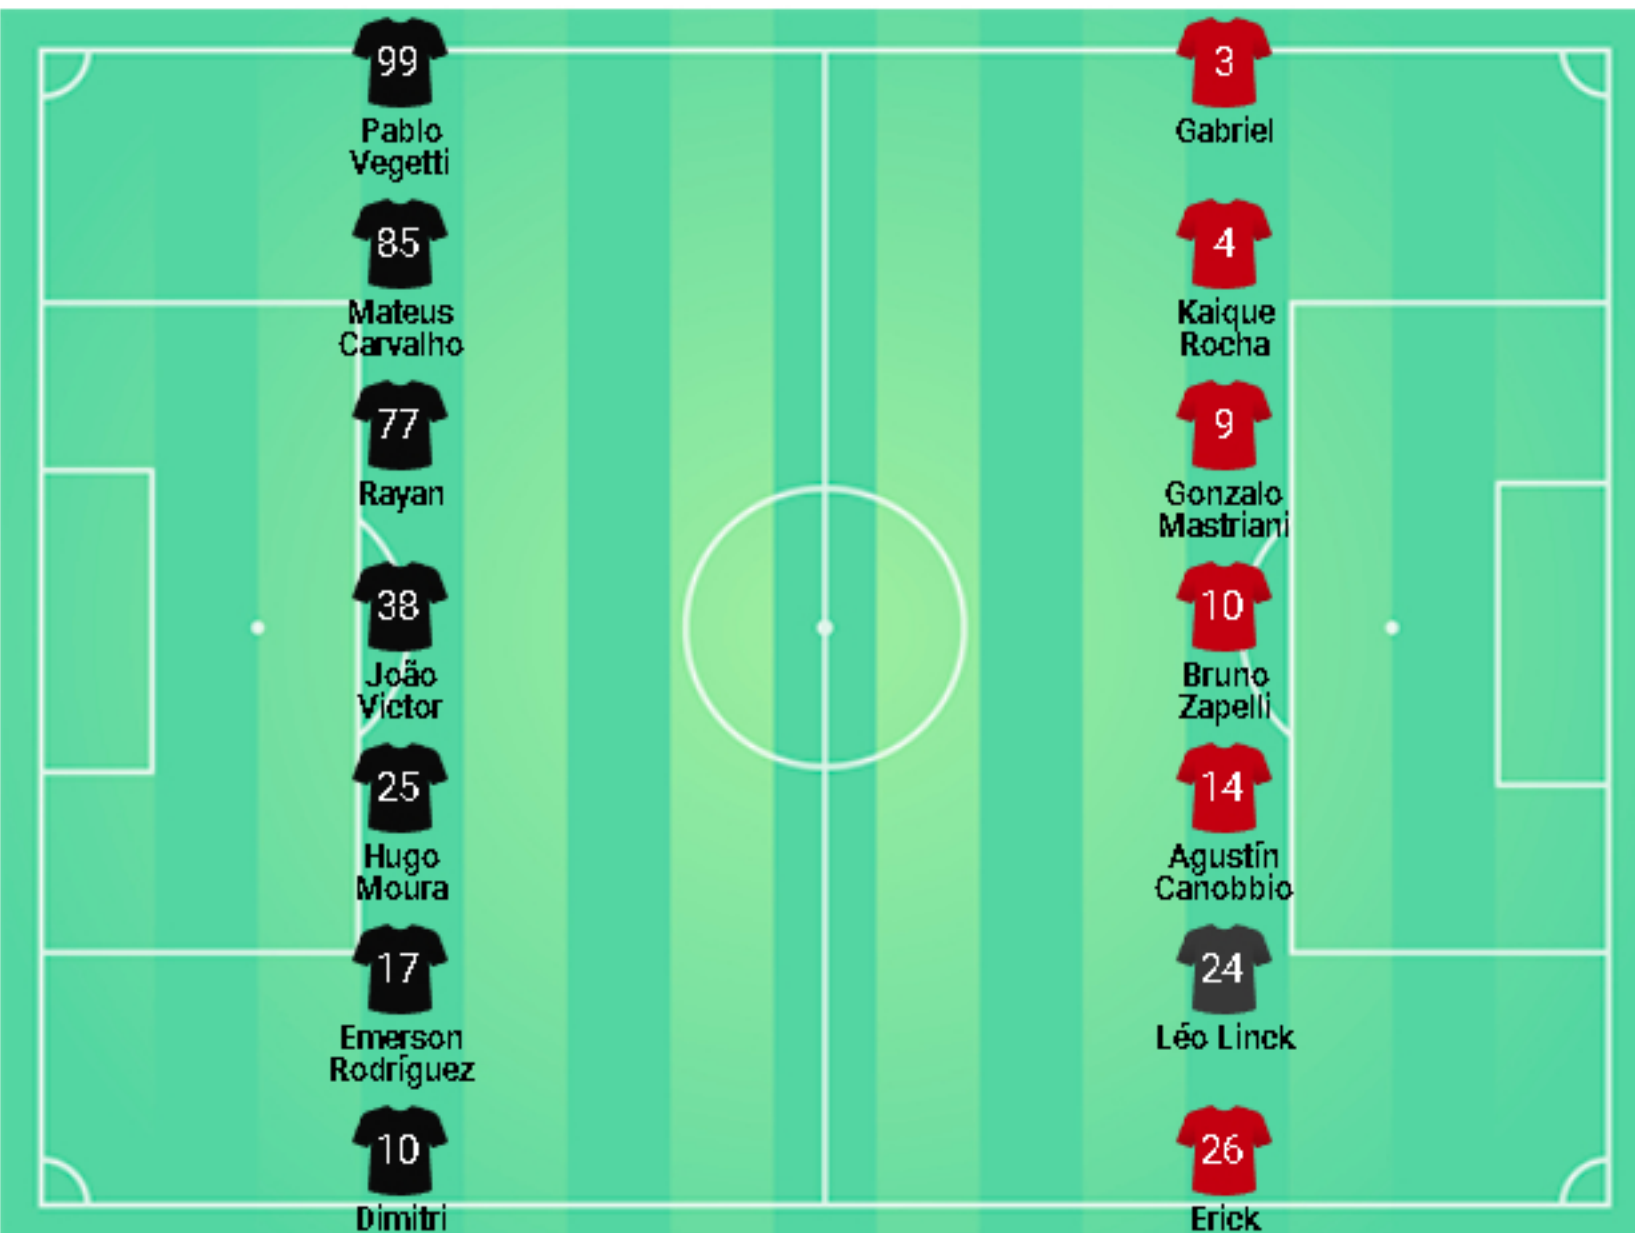 99
Pablo
Vegetti
85
Mateus
Carvalho
77
Rayan
38
João
Victor
25
Hugo
Moura
17
Emerson
Rodríguez
10
Dimitri
3
Gabriel
4
Kaique
Rocha
9
Gonzalo
Mastriani
10
Bruno
Zapelli
14
Agustín
Canobbio
24
Léo Linck
26
Erick